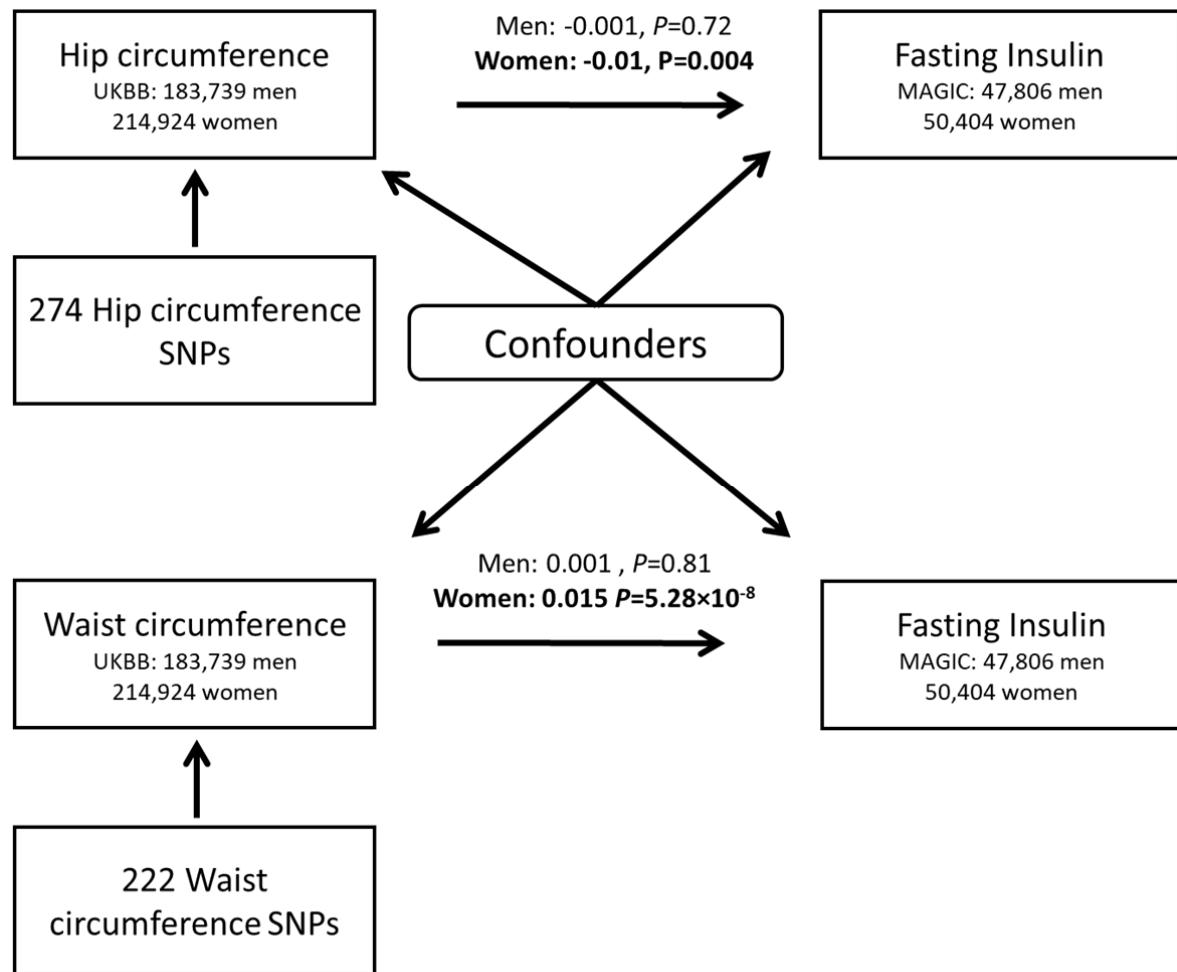 Hip circumference
UKBB: 183,739 men
214,924 women
Men: -0.001, P=0.72
Women: -0.01, P=0.004
Fasting Insulin
MAGIC: 47,806 men
50,404 women
274 Hip circumference
SNPs
Confounders
Waist circumference
UKBB: 183,739 men
214,924 women
Men: 0.001 , P=0.81
Women: 0.015 P=5.28×10⁻⁸
Fasting Insulin
MAGIC: 47,806 men
50,404 women
222 Waist
circumference SNPs